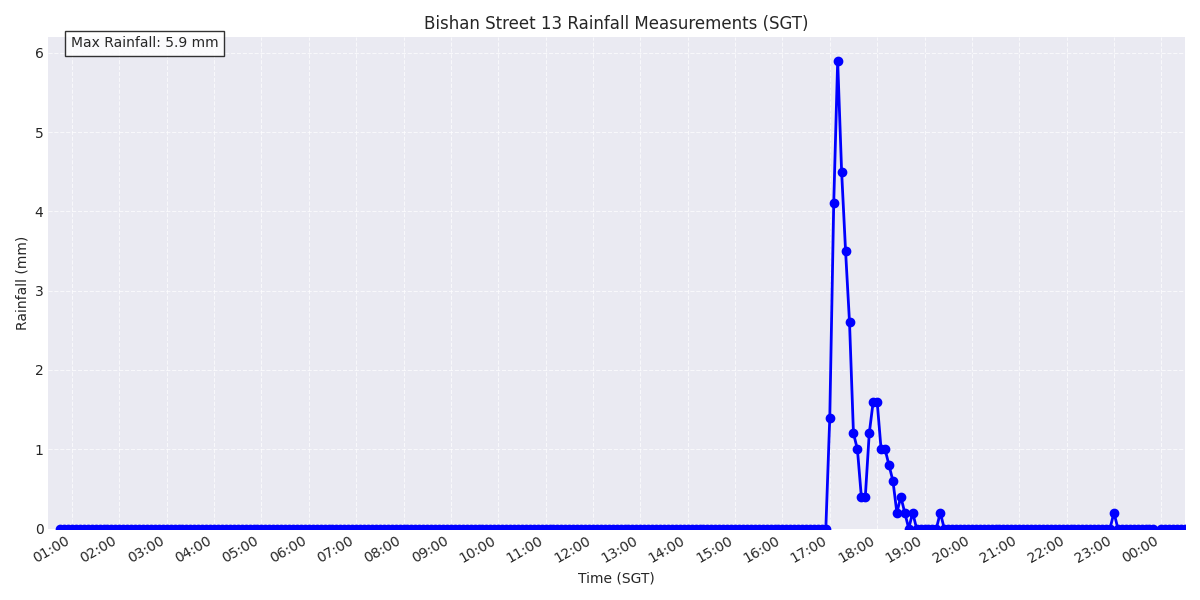 Bishan Street 13 Rainfall Measurements (SGT)
Max Rainfall: 5.9 mm
6
5
4
3
2
1
0
Rainfall (mm)
01:00 02:00 03:00 04:00 05:00 06:00 07:00 08:00 09:00 10:00 11:00 12:00 13:00 14:00 15:00 16:00 17:00 18:00 19:00 20:00 21:00 22:00 23:00 00:00
Time (SGT)